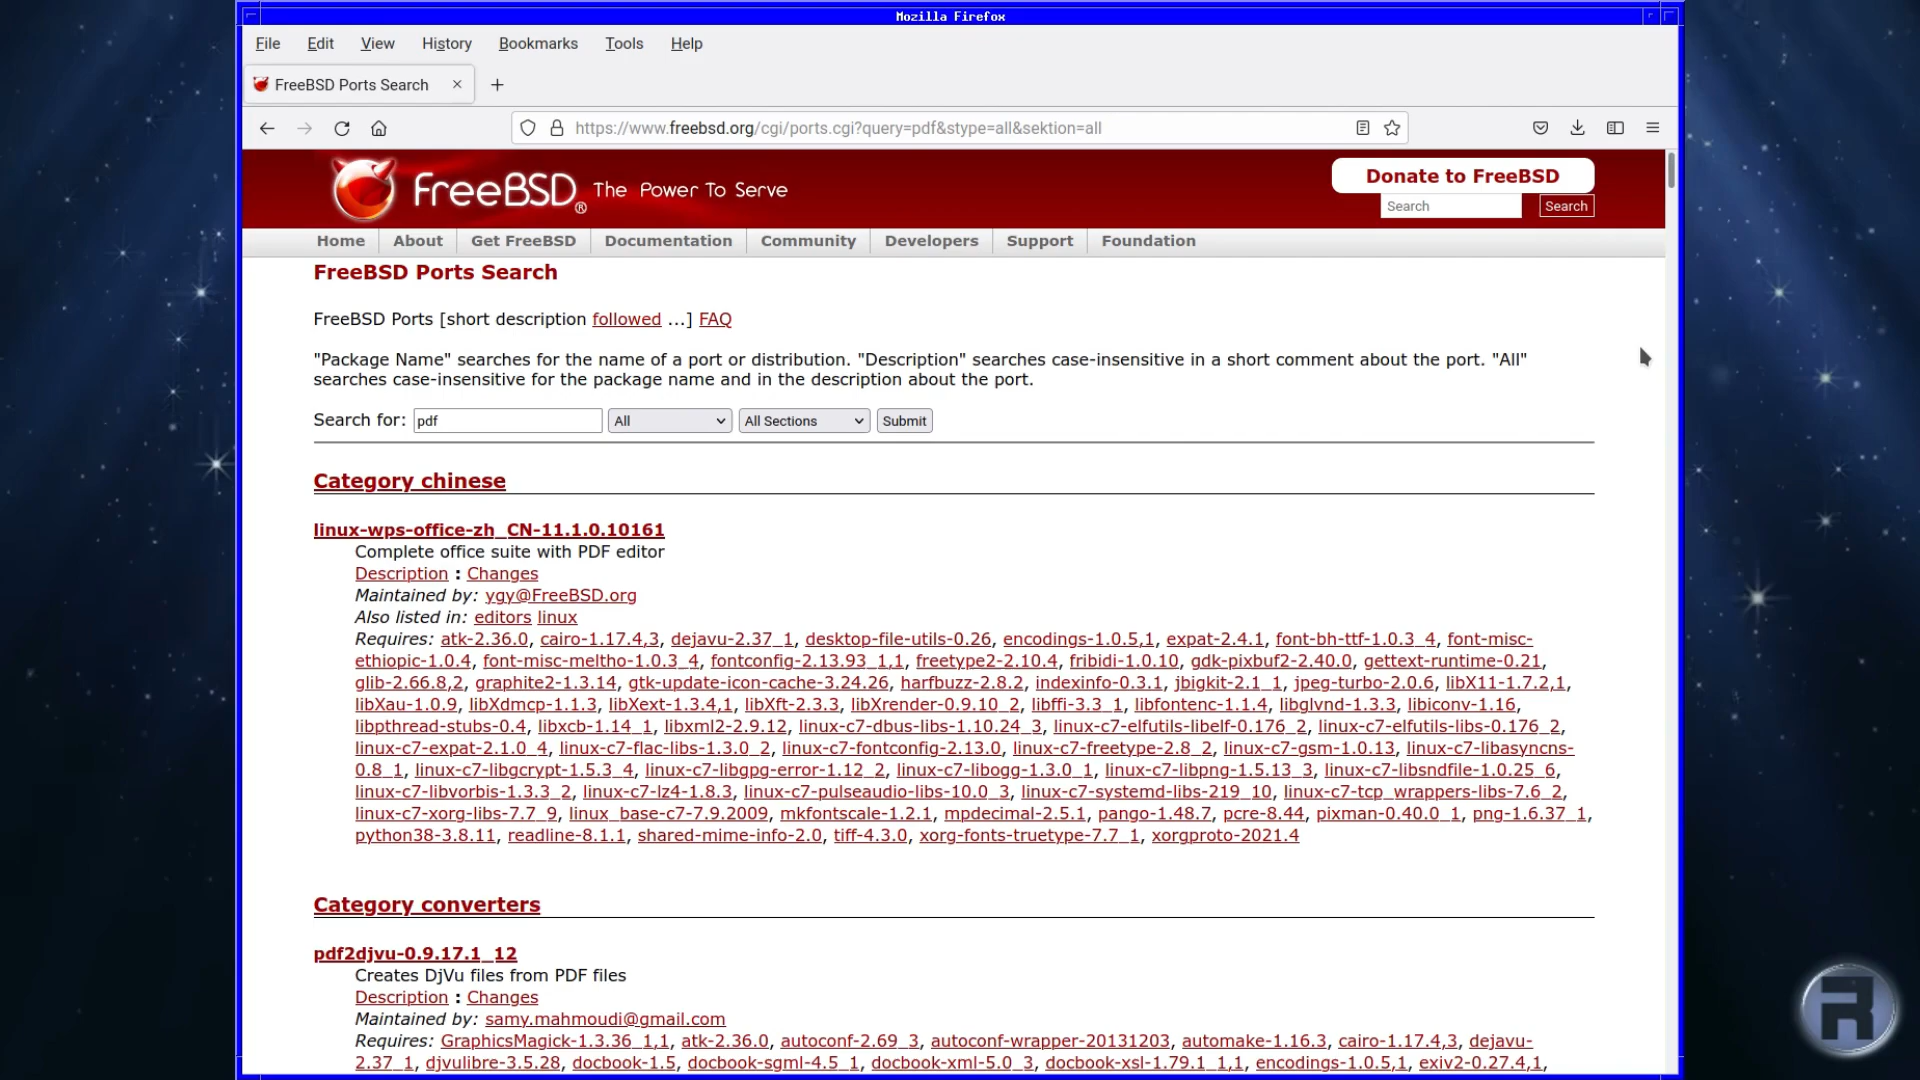 Mozilla Firefox
File Edit View History Bookmarks Tools Help
FreeBSD Ports Search
https://www.freebsd.org/cgi/ports.cgi?query=pdf&stype=all&sektion=all
FreeBSD® The Power To Serve
Donate to FreeBSD
Search Search
Home About Get FreeBSD Documentation Community Developers Support Foundation
FreeBSD Ports Search
FreeBSD Ports [short description followed ...] FAQ
"Package Name" searches for the name of a port or distribution. "Description" searches case-insensitive in a short comment about the port. "All"
searches case-insensitive for the package name and in the description about the port.
Search for: pdf All All Sections Submit
Category chinese
linux-wps-office-zh_CN-11.1.0.10161
Complete office suite with PDF editor
Description : Changes
Maintained by: ygy@FreeBSD.org
Also listed in: editors linux
Requires: atk-2.36.0, cairo-1.17.4,3, dejavu-2.37_1, desktop-file-utils-0.26, encodings-1.0.5,1, expat-2.4.1, font-bh-ttf-1.0.3_4, font-misc-
ethiopic-1.0.4, font-misc-meltho-1.0.3_4, fontconfig-2.13.93_1,1, freetype2-2.10.4, fribidi-1.0.10, gdk-pixbuf2-2.40.0, gettext-runtime-0.21,
glib-2.66.8,2, graphite2-1.3.14, gtk-update-icon-cache-3.24.26, harfbuzz-2.8.2, indexinfo-0.3.1, jbigkit-2.1_1, jpeg-turbo-2.0.6, libX11-1.7.2,1,
libXau-1.0.9, libXdmcp-1.1.3, libXext-1.3.4,1, libXft-2.3.3, libXrender-0.9.10_2, libffi-3.3_1, libfontenc-1.1.4, libglvnd-1.3.3, libiconv-1.16,
libpthread-stubs-0.4, libxcb-1.14_1, libxml2-2.9.12, linux-c7-dbus-libs-1.10.24_3, linux-c7-elfutils-libelf-0.176_2, linux-c7-elfutils-libs-0.176_2,
linux-c7-expat-2.1.0_4, linux-c7-flac-libs-1.3.0_2, linux-c7-fontconfig-2.13.0, linux-c7-freetype-2.8_2, linux-c7-gsm-1.0.13, linux-c7-libasyncns-
0.8_1, linux-c7-libgcrypt-1.5.3_4, linux-c7-libgpg-error-1.12_2, linux-c7-libogg-1.3.0_1, linux-c7-libpng-1.5.13_3, linux-c7-libsndfile-1.0.25_6,
linux-c7-libvorbis-1.3.3_2, linux-c7-lz4-1.8.3, linux-c7-pulseaudio-libs-10.0_3, linux-c7-systemd-libs-219_10, linux-c7-tcp_wrappers-libs-7.6_2,
linux-c7-xorg-libs-7.7_9, linux_base-c7-7.9.2009, mkfontscale-1.2.1, mpdecimal-2.5.1, pango-1.48.7, pcre-8.44, pixman-0.40.0_1, png-1.6.37_1,
python38-3.8.11, readline-8.1.1, shared-mime-info-2.0, tiff-4.3.0, xorg-fonts-truetype-7.7_1, xorgproto-2021.4
Category converters
pdf2djvu-0.9.17.1_12
Creates DjVu files from PDF files
Description : Changes
Maintained by: samy.mahmoudi@gmail.com
Requires: GraphicsMagick-1.3.36_1,1, atk-2.36.0, autoconf-2.69_3, autoconf-wrapper-20131203, automake-1.16.3, cairo-1.17.4,3, dejavu-
2.37_1, djvulibre-3.5.28, docbook-1.5, docbook-sgml-4.5_1, docbook-xml-5.0_3, docbook-xsl-1.79.1_1,1, encodings-1.0.5,1, exiv2-0.27.4,1,
R